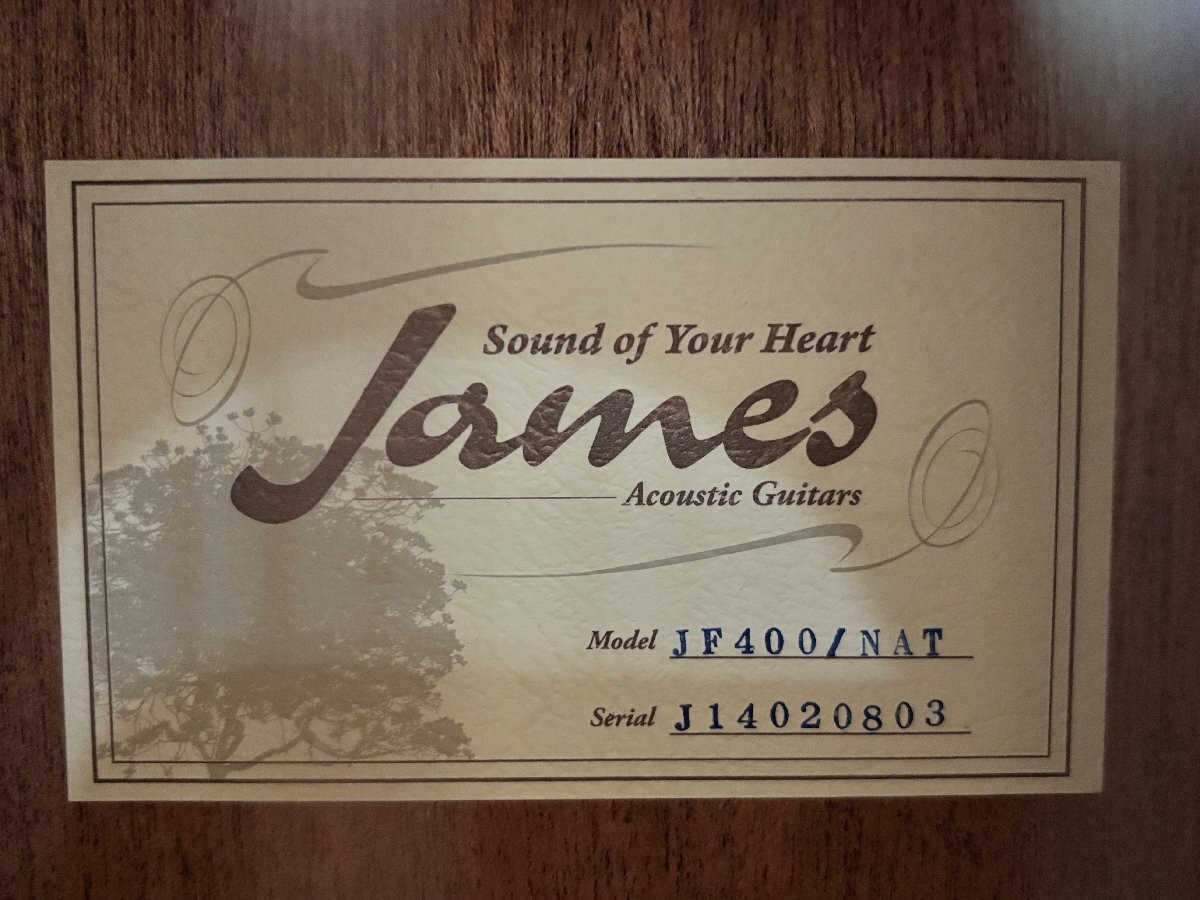 Sound of Your Heart
James
Acoustic Guitars
Model JF400/NAT
Serial J14020803